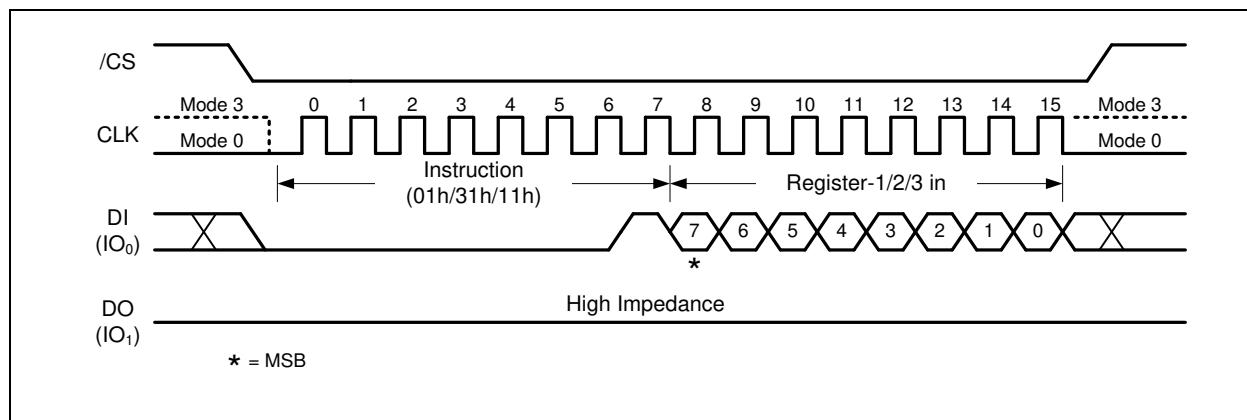 /CS
Mode 3 0 1 2 3 4 5 6 7 8 9 10 11 12 13 14 15 Mode 3
CLK Mode 0 Mode 0
Instruction
(01h/31h/11h)
Register-1/2/3 in
DI
(IO₀)
7 6 5 4 3 2 1 0
*
High Impedance
DO
(IO₁)
* = MSB